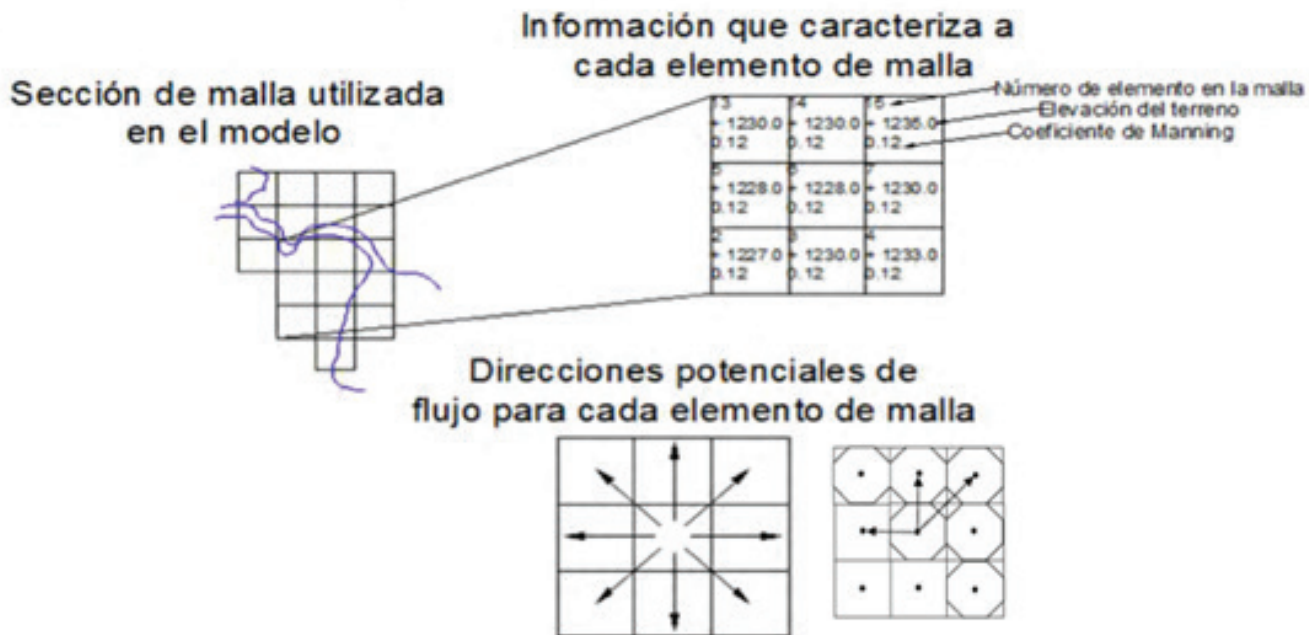 Información que caracteriza a
cada elemento de malla
Sección de malla utilizada
en el modelo
Número de elemento en la malla
Elevación del terreno
Coeficiente de Manning
13 14 15
+ 1230.0 + 1230.0 + 1235.0
0.12 0.12 0.12
5 6 7
+ 1228.0 + 1228.0 + 1230.0
0.12 0.12 0.12
2 3 4
+ 1227.0 + 1230.0 + 1233.0
0.12 0.12 0.12
Direcciones potenciales de
flujo para cada elemento de malla